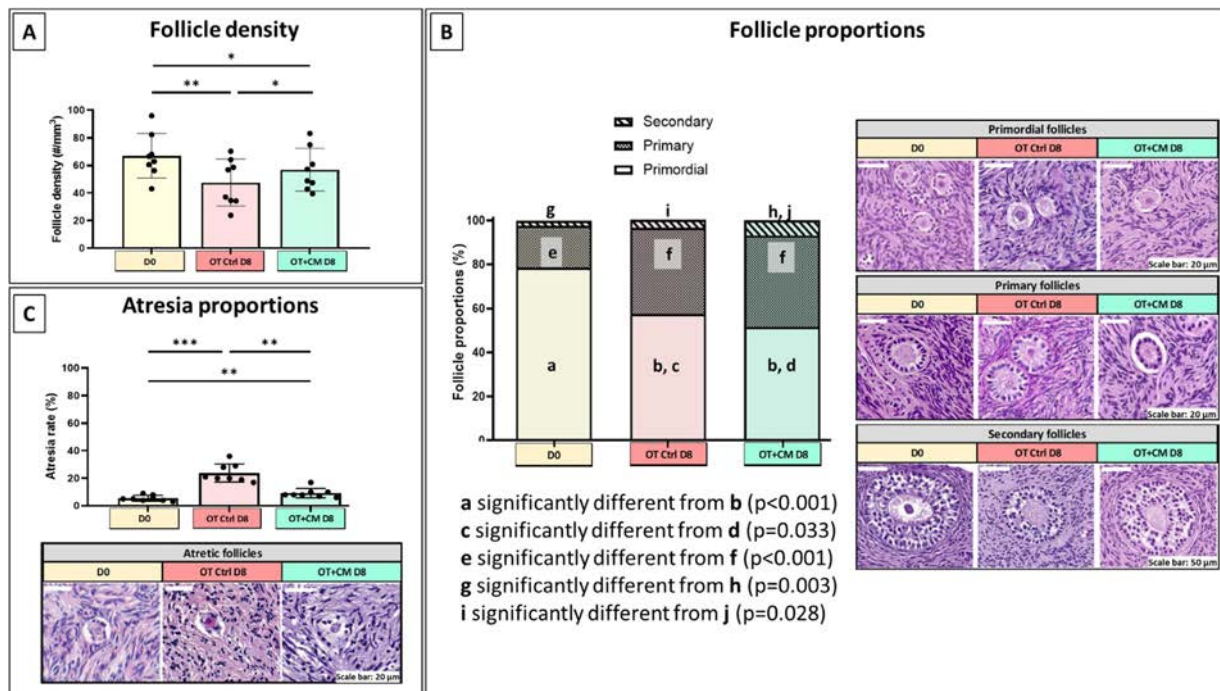 A
Follicle density
*
** *
Follicle density (#/mm³)
100
80
60
40
20
0
D0 OT Ctrl D8 OT+CM D8
B
Follicle proportions
Secondary
Primary
Primordial
Follicle proportions (%)
100
80
60
40
20
0
g i h, j
e f f
a b, c b, d
D0 OT Ctrl D8 OT+CM D8
a significantly different from b (p<0.001)
c significantly different from d (p=0.033)
e significantly different from f (p<0.001)
g significantly different from h (p=0.003)
i significantly different from j (p=0.028)
Primordial follicles
D0 OT Ctrl D8 OT+CM D8
Scale bar: 20 µm
Primary follicles
D0 OT Ctrl D8 OT+CM D8
Scale bar: 20 µm
Secondary follicles
D0 OT Ctrl D8 OT+CM D8
Scale bar: 50 µm
C
Atresia proportions
*** **
**
Atresia rate (%)
100
80
60
40
20
0
D0 OT Ctrl D8 OT+CM D8
Atretic follicles
D0 OT Ctrl D8 OT+CM D8
Scale bar: 20 µm